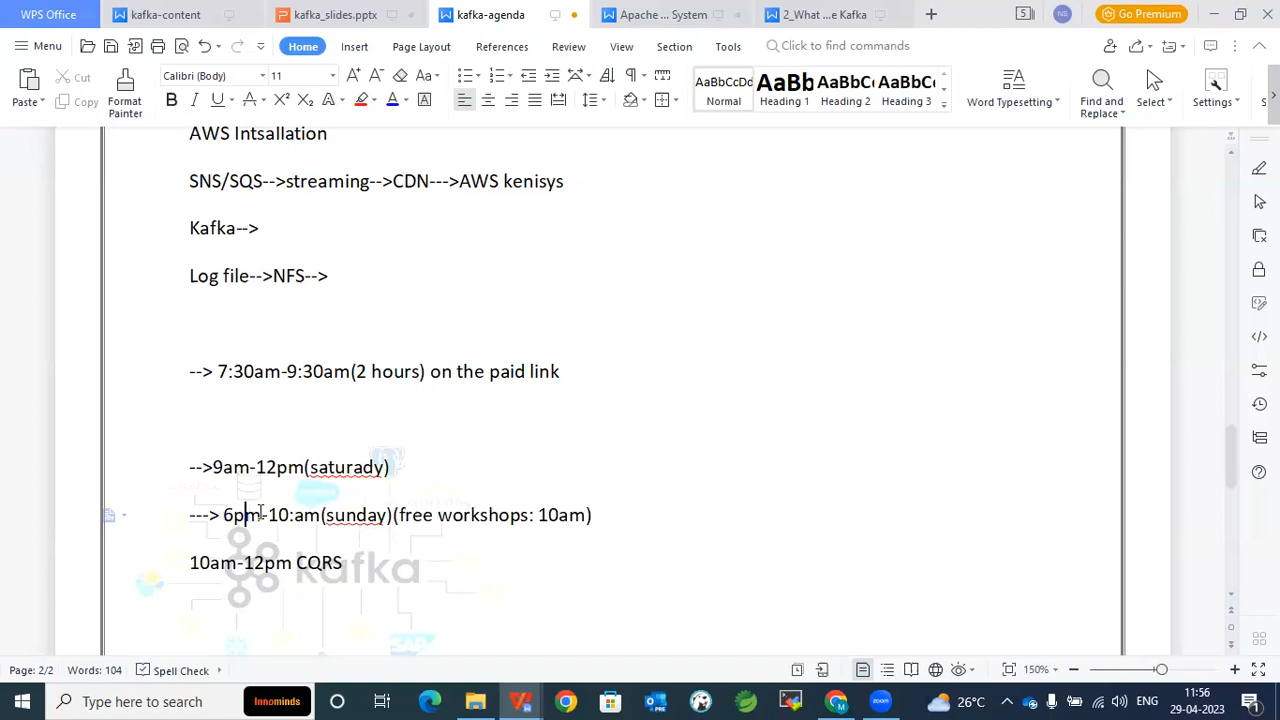 WPS Office
kafka-content
kafka_slides.pptx
kafka-agenda
Apache ... System
2_What ...e Kafka
5
NS
Go Premium
Menu
Home
Insert
Page Layout
References
Review
View
Section
Tools
Click to find commands
Paste
Cut
Copy
Format Painter
Calibri (Body)
11
AaBbCcDd
Normal
AaBb
Heading 1
AaBbC
Heading 2
AaBbC
Heading 3
Word Typesetting
Find and Replace
Select
Settings
AWS Intsallation
SNS/SQS-->streaming-->CDN--->AWS kenisys
Kafka-->
Log file-->NFS-->
--> 7:30am-9:30am(2 hours) on the paid link
-->9am-12pm(saturady)
---> 6pm-10:am(sunday)(free workshops: 10am)
10am-12pm CQRS
kafka
SAP
Page: 2/2
Words: 104
Spell Check
150%
Type here to search
Innominds
26°C
ENG
11:56
29-04-2023